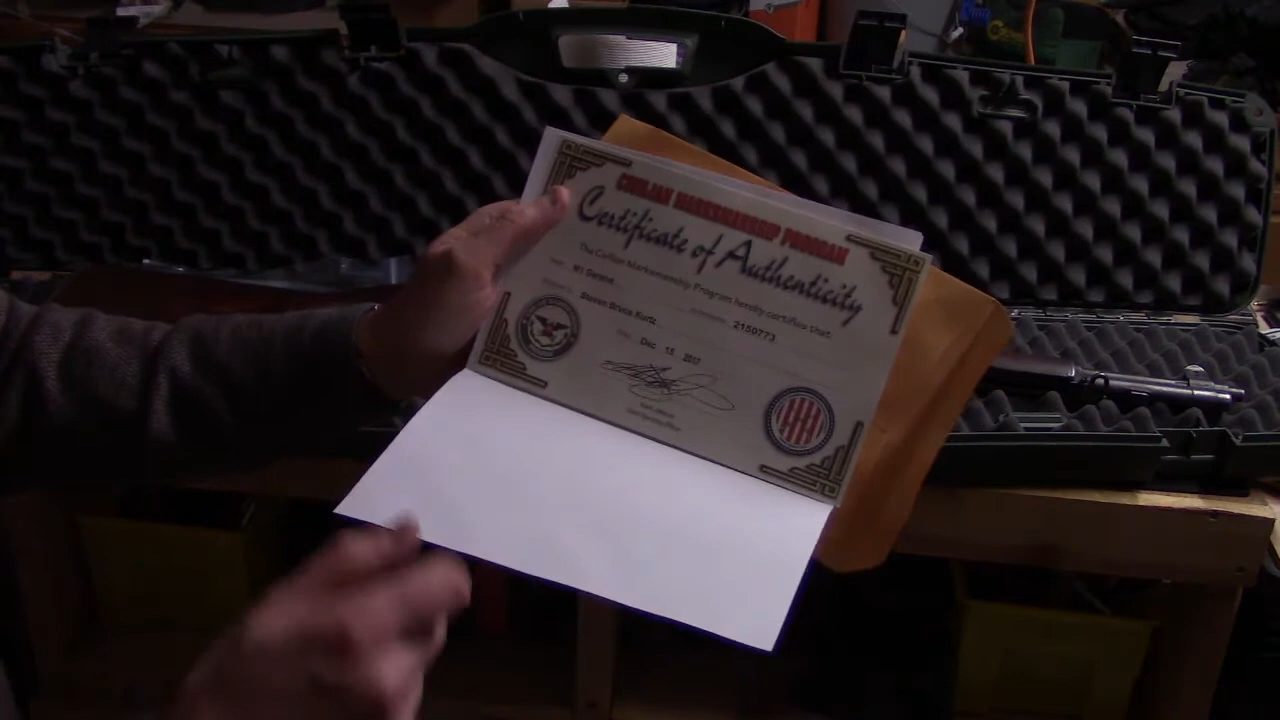 CIVILIAN MARKSMANSHIP PROGRAM
Certificate of Authenticity
The Civilian Marksmanship Program hereby certifies that
M1 Garand
2150773
Steven Bruce Kurtz
Dec 15, 2017